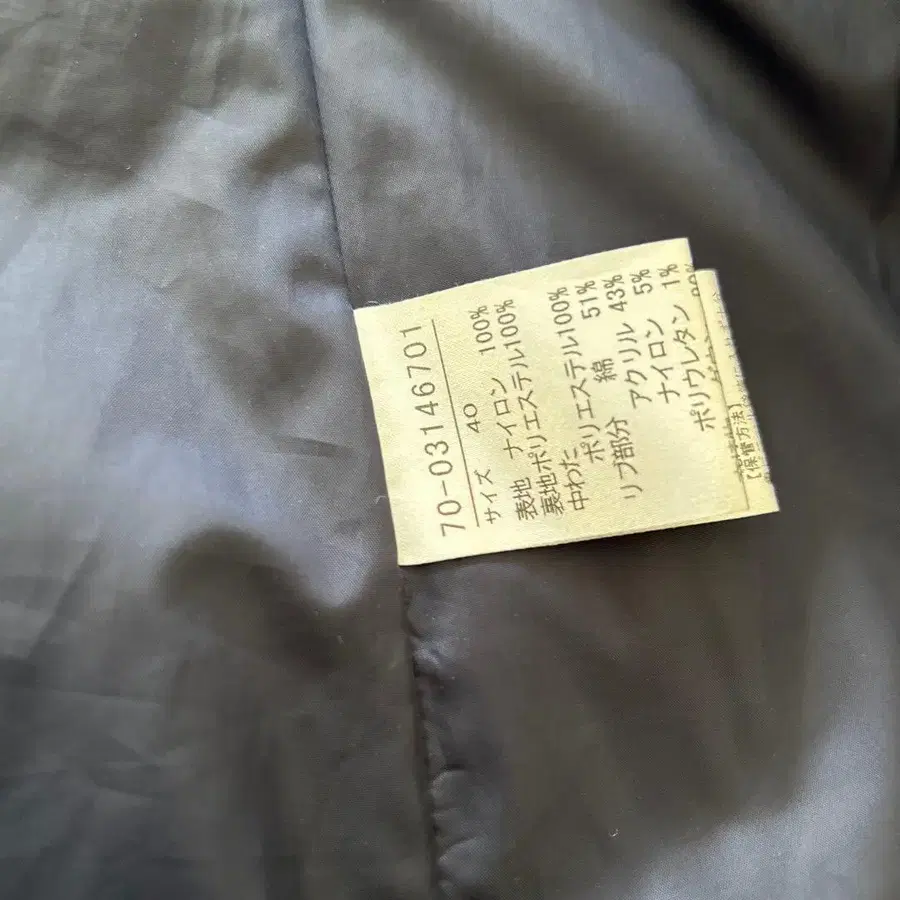 70-03146701
サイズ 40
表地 ナイロン 100%
裏地ポリエステル100%
中わた ポリエステル100%
リブ部分 綿 51%
アクリル 43%
ナイロン 5%
ポリウレタン 1%
【保管方法】